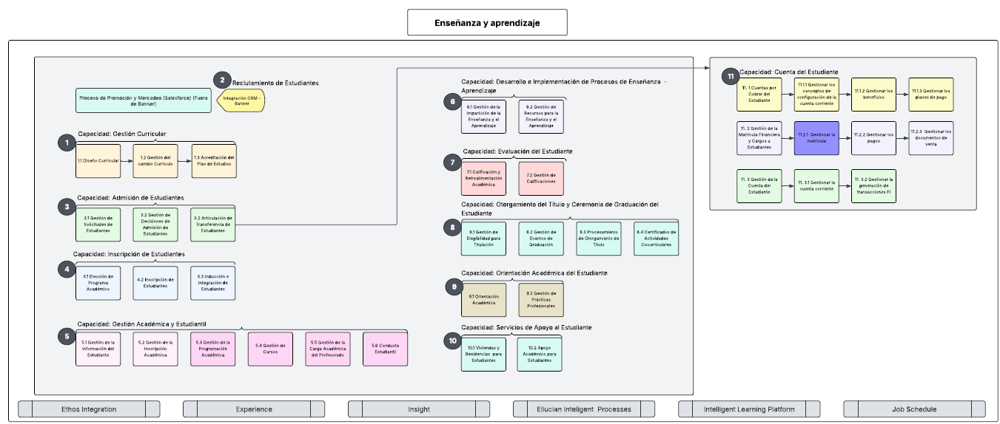 Enseñanza y aprendizaje
2
Reclutamiento de Estudiantes
Proceso de Promoción y Mercadeo (Salesforce) (Fuera
de Banner)
Integración CRM -
Banner
1
Capacidad: Gestión Curricular
1.1 Diseño Curricular
1.2 Gestión del
cambio Currículo
1.3 Acreditación del
Plan de Estudios
3
Capacidad: Admisión de Estudiantes
3.1 Gestión de
Solicitudes de
Estudiantes
3.2 Gestión de
Decisiones de
Admisión de
Estudiantes
3.2 Articulación de
Transferencia de
Estudiantes
4
Capacidad: Inscripción de Estudiantes
4.1 Elección de
Programa
Académico
4.2 Inscripción de
Estudiantes
4.3 Inducción e
Integración de
Estudiantes
5
Capacidad: Gestión Académica y Estudiantil
5.1 Gestión de la
Información del
Estudiante
5.2 Gestión de la
Inscripción
Académica
5.3 Gestión de la
Programación
Académica
5.4 Gestión de
Cursos
5.5 Gestión de la
Carga Académica
del Profesorado
5.6 Conducta
Estudiantil
Capacidad: Desarrollo e Implementación de Procesos de Enseñanza -
Aprendizaje
6
6.1 Gestión de la
Impartición de la
Enseñanza y el
Aprendizaje
6.2 Gestión de
Recursos para la
Enseñanza y el
Aprendizaje
7
Capacidad: Evaluación del Estudiante
7.1 Calificación y
Retroalimentación
Académica
7.2 Gestión de
Calificaciones
Capacidad: Otorgamiento del Título y Ceremonia de Graduación del
Estudiante
8
8.1 Gestión de
Elegibilidad para
Titulación
8.2 Gestión de
Eventos de
Graduación
8.3 Procesamiento
de Otorgamiento de
Título
8.4 Certificados de
Actividades
Cocurriculares
9
Capacidad: Orientación Académica del Estudiante
9.1 Orientación
Académica
9.2 Gestión de
Prácticas
Profesionales
10
Capacidad: Servicios de Apoyo al Estudiante
10.1 Viviendas y
Residencias para
Estudiantes
10.2 Apoyo
Académico para
Estudiantes
11
Capacidad: Cuenta del Estudiante
11. 1 Cuentas por
Cobrar del
Estudiante
11.1.1 Gestionar los
conceptos de
configuración de la
cuenta corriente
11.1.2 Gestionar los
beneficios
11.1.3 Gestionar los
planes de pago
11. 2 Gestión de la
Matrícula Financiera
y Cargos a
Estudiantes
11.2.1 Gestionar la
matrícula
11.2.2 Gestionar los
pagos
11.2.3 Gestionar los
documentos de
venta
11. 3 Gestión de la
Cuenta del
Estudiante
11. 3.1 Gestionar la
cuenta corriente
11. 3.2 Gestionar la
generación de
transacciones FI
Ethos Integration
Experience
Insight
Ellucian Inteligent Processes
Intelligent Learning Platform
Job Schedule